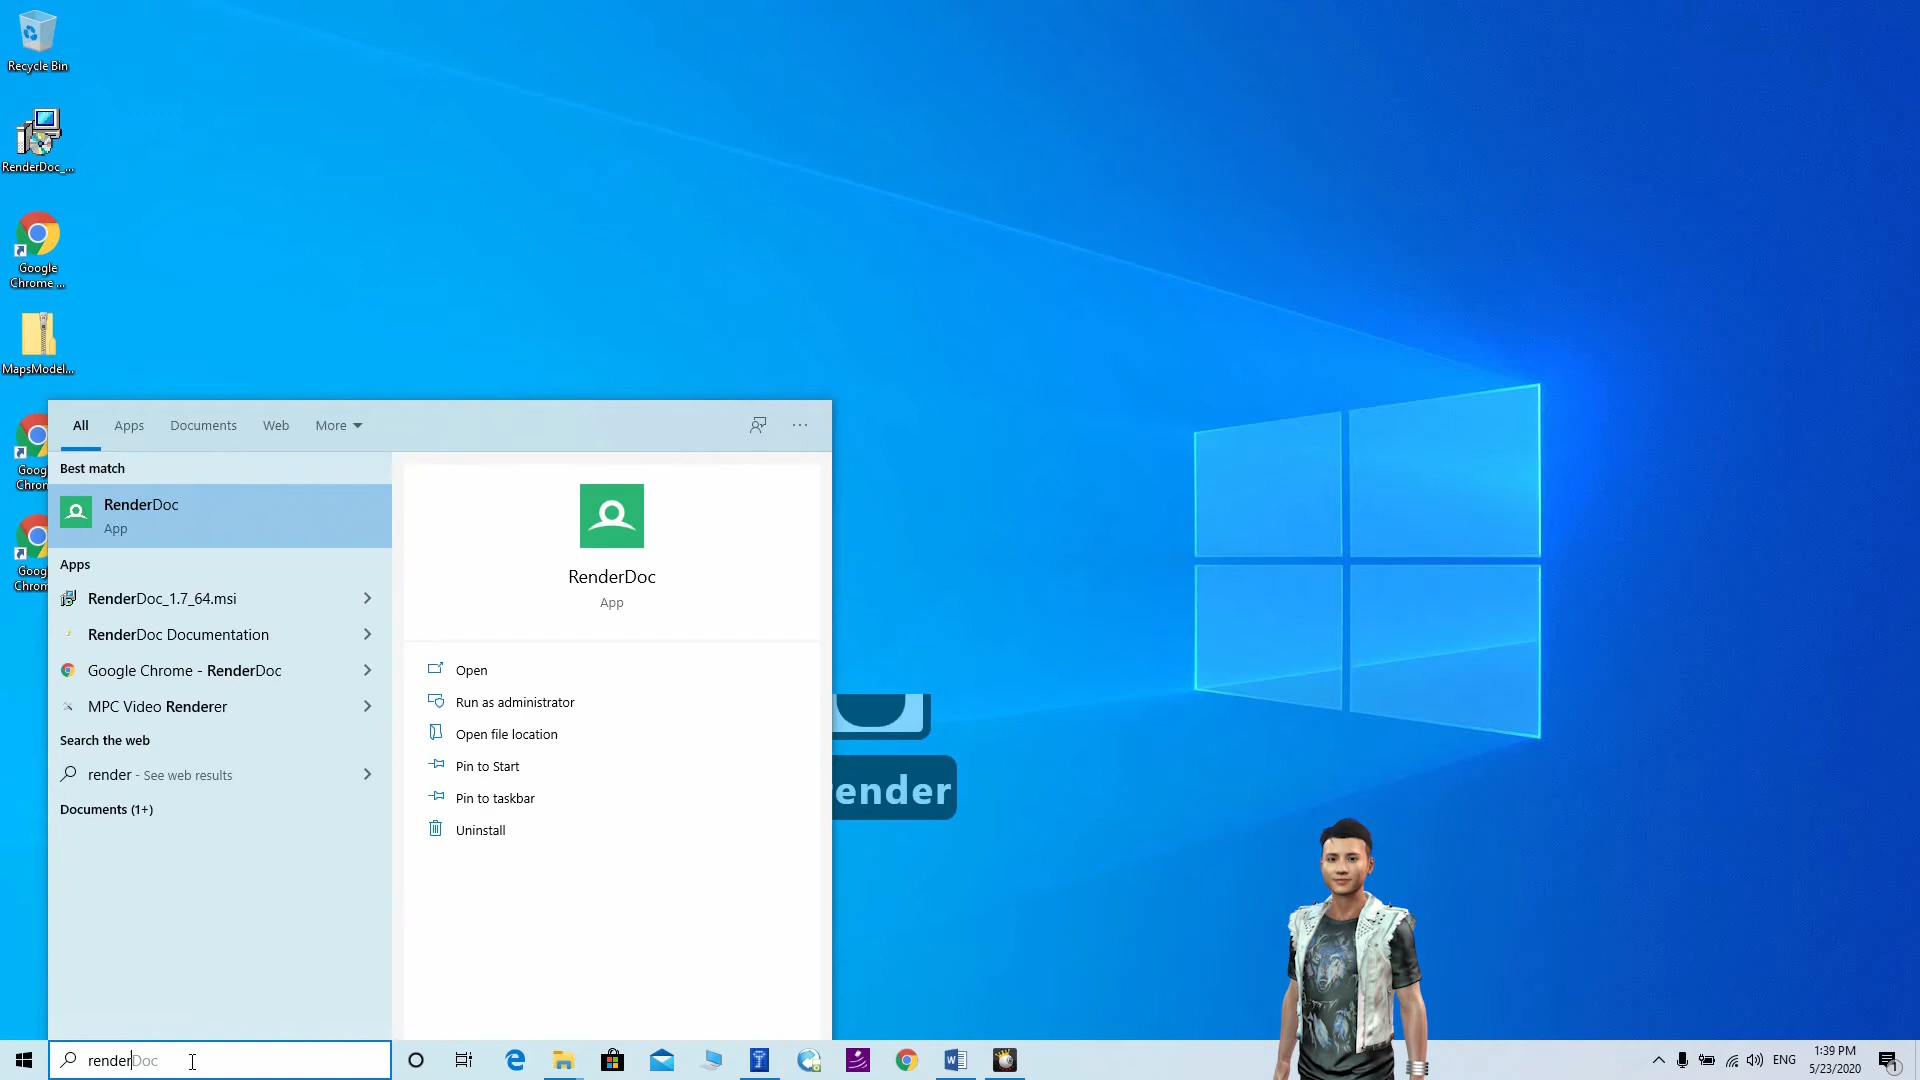 Recycle Bin
RenderDoc_...
Google
Chrome ...
MapsModel...
Goog
Chron
Goog
Chrom
All Apps Documents Web More
Best match
RenderDoc
App
Apps
RenderDoc_1.7_64.msi
RenderDoc Documentation
Google Chrome - RenderDoc
MPC Video Renderer
Search the web
render - See web results
Documents (1+)
RenderDoc
App
Open
Run as administrator
Open file location
Pin to Start
Pin to taskbar
Uninstall
ender
renderDoc
ENG
1:39 PM
5/23/2020
1